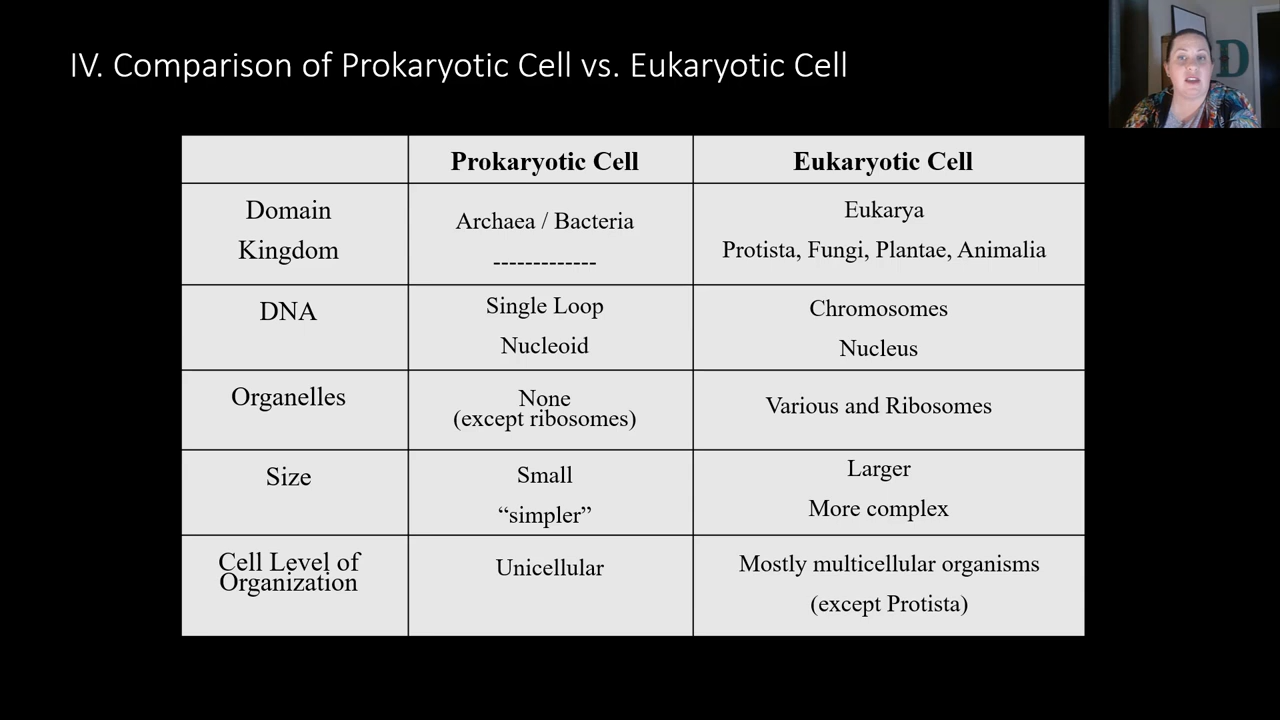 IV. Comparison of Prokaryotic Cell vs. Eukaryotic Cell
D
Prokaryotic Cell
Eukaryotic Cell
Domain
Kingdom
Archaea / Bacteria
-------------
Eukarya
Protista, Fungi, Plantae, Animalia
DNA
Single Loop
Nucleoid
Chromosomes
Nucleus
Organelles
None
(except ribosomes)
Various and Ribosomes
Size
Small
“simpler”
Larger
More complex
Cell Level of
Organization
Unicellular
Mostly multicellular organisms
(except Protista)